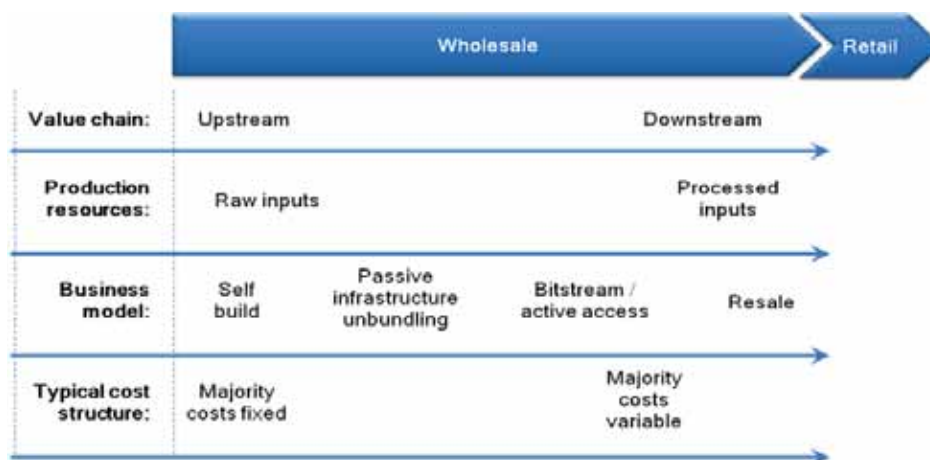 Wholesale
Retail
Value chain:
Upstream
Downstream
Production
resources:
Raw inputs
Processed
inputs
Business
model:
Self
build
Passive
infrastructure
unbundling
Bitstream /
active access
Resale
Typical cost
structure:
Majority
costs fixed
Majority
costs
variable